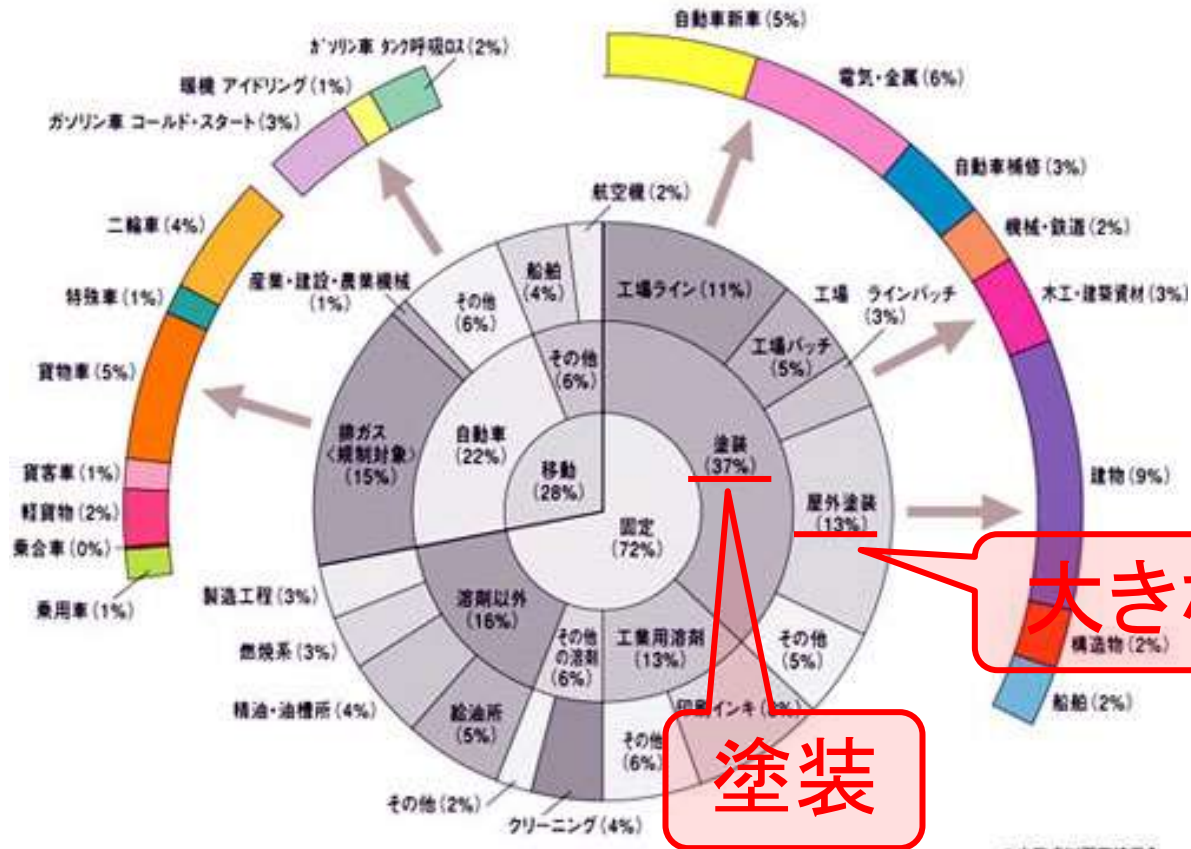 自動車新車(5%)
ガソリン車 タンク呼吸ロス(2%)
電気・金属(6%)
暖機 アイドリング(1%)
ガソリン車 コールド・スタート(3%)
自動車補修(3%)
航空機(2%)
機械・鉄道(2%)
二輪車(4%)
産業・建設・農業機械
(1%)
船舶
(4%)
工場ライン(11%)
工場 ラインバッチ
(3%)
木工・建築資材(3%)
特殊車(1%)
その他
(6%)
その他
(6%)
工場バッチ
(5%)
貨物車(5%)
排ガス
〈規制対象〉
(15%)
自動車
(22%)
移動
(28%)
塗装
(37%)
貨客車(1%)
建物(9%)
軽貨物(2%)
固定
(72%)
屋外塗装
(13%)
乗合車(0%)
乗用車(1%)
大き
製造工程(3%)
溶剤以外
(16%)
その他
の溶剤
(6%)
工業用溶剤
(13%)
その他
(5%)
構造物(2%)
燃焼系(3%)
精油・油槽所(4%)
給油所
(5%)
印刷インキ
船舶(2%)
その他
(6%)
塗装
その他(2%)
クリーニング(4%)